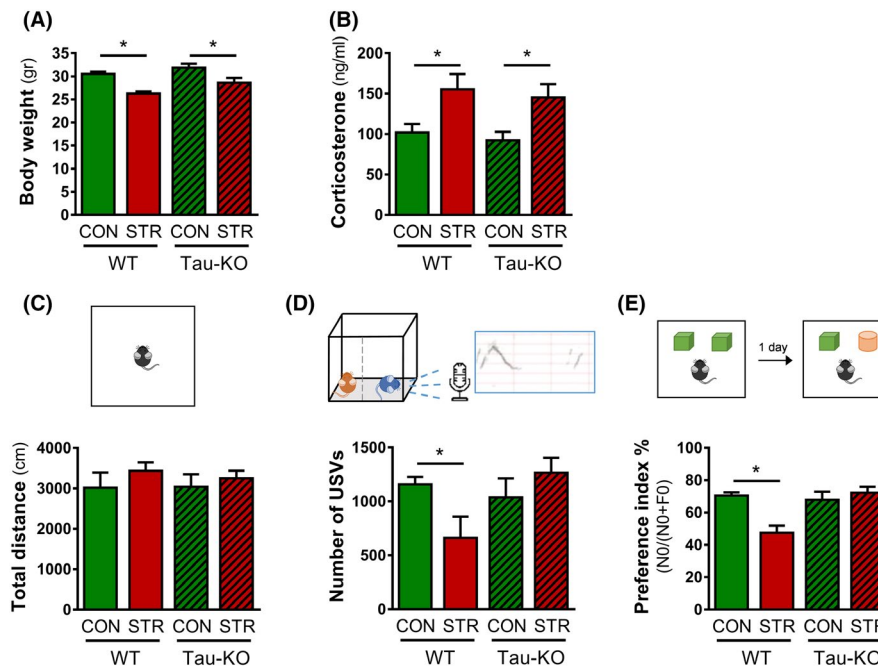 (A)
Body weight (gr)
35
30
25
20
15
10
5
0
*
*
CON STR CON STR
WT Tau-KO
(B)
Corticosterone (ng/ml)
200
150
100
50
0
*
*
CON STR CON STR
WT Tau-KO
(C)
Total distance (cm)
4000
3000
2000
1000
0
CON STR CON STR
WT Tau-KO
(D)
Number of USVs
1500
1000
500
0
*
CON STR CON STR
WT Tau-KO
(E)
1 day
Preference index %
(N0/(N0+F0)
100
80
60
40
20
0
*
CON STR CON STR
WT Tau-KO